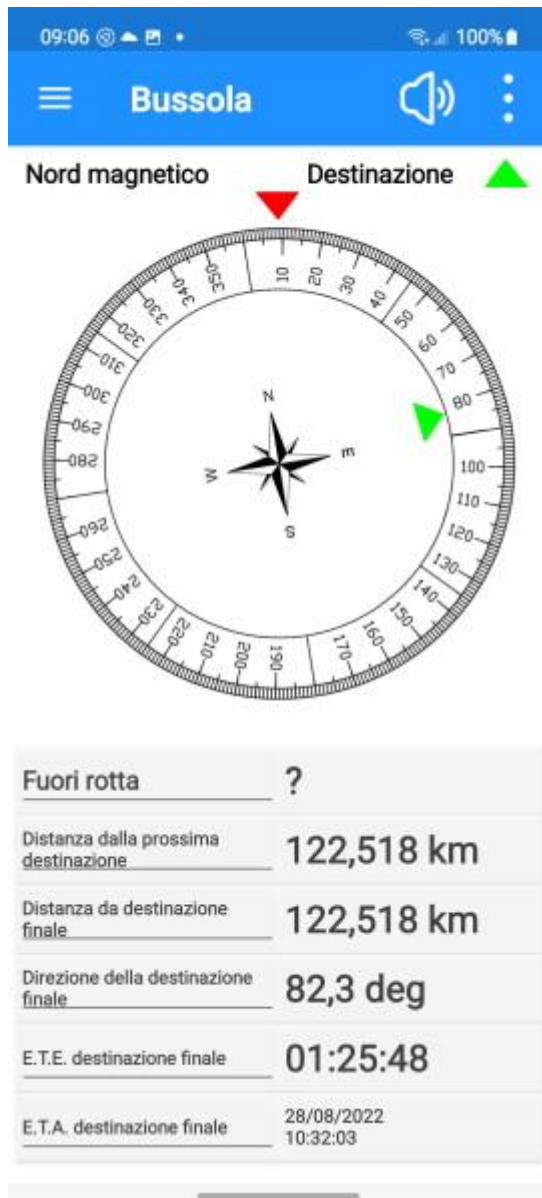 09:06
100%
Bussola
Nord magnetico
Destinazione
350
10
20
30
40
50
60
70
80
100
110
120
130
140
150
160
170
190
200
210
220
230
240
250
260
280
290
300
310
320
330
340
N
E
S
W
Fuori rotta
?
Distanza dalla prossima
destinazione
122,518 km
Distanza da destinazione
finale
122,518 km
Direzione della destinazione
finale
82,3 deg
E.T.E. destinazione finale
01:25:48
E.T.A. destinazione finale
28/08/2022
10:32:03